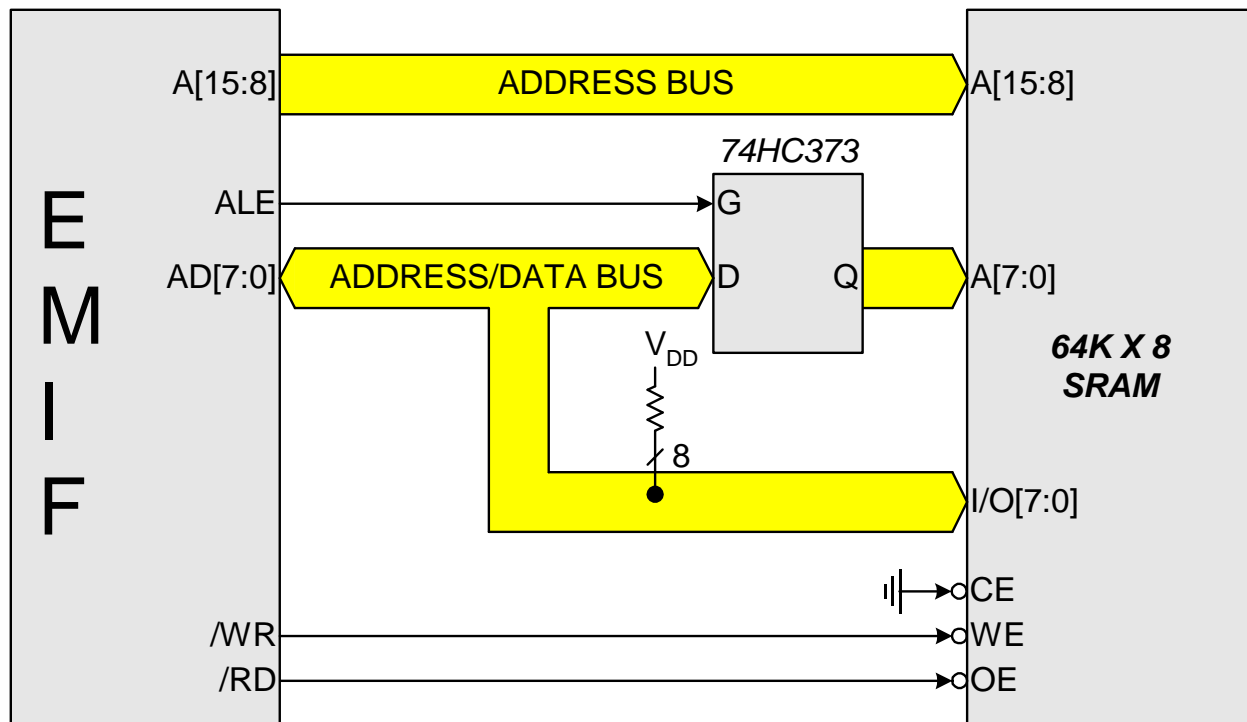 A[15:8]
ADDRESS BUS
A[15:8]
74HC373
ALE
G
AD[7:0]
ADDRESS/DATA BUS
D
Q
A[7:0]
E
M
I
F
VDD
64K X 8
SRAM
8
I/O[7:0]
CE
/WR
WE
/RD
OE